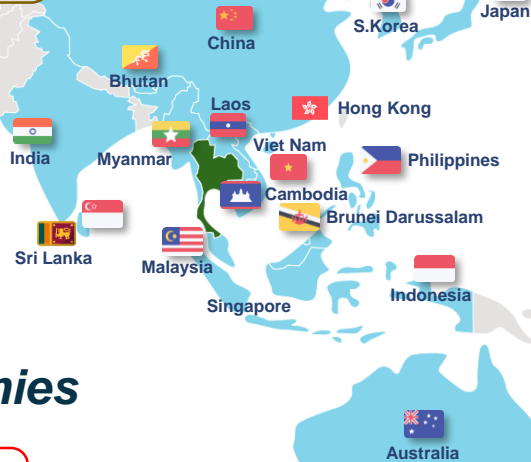 Japan
S.Korea
China
Bhutan
Laos
Hong Kong
Viet Nam
India
Myanmar
Philippines
Cambodia
Brunei Darussalam
Sri Lanka
Malaysia
Indonesia
Singapore
nies
Australia